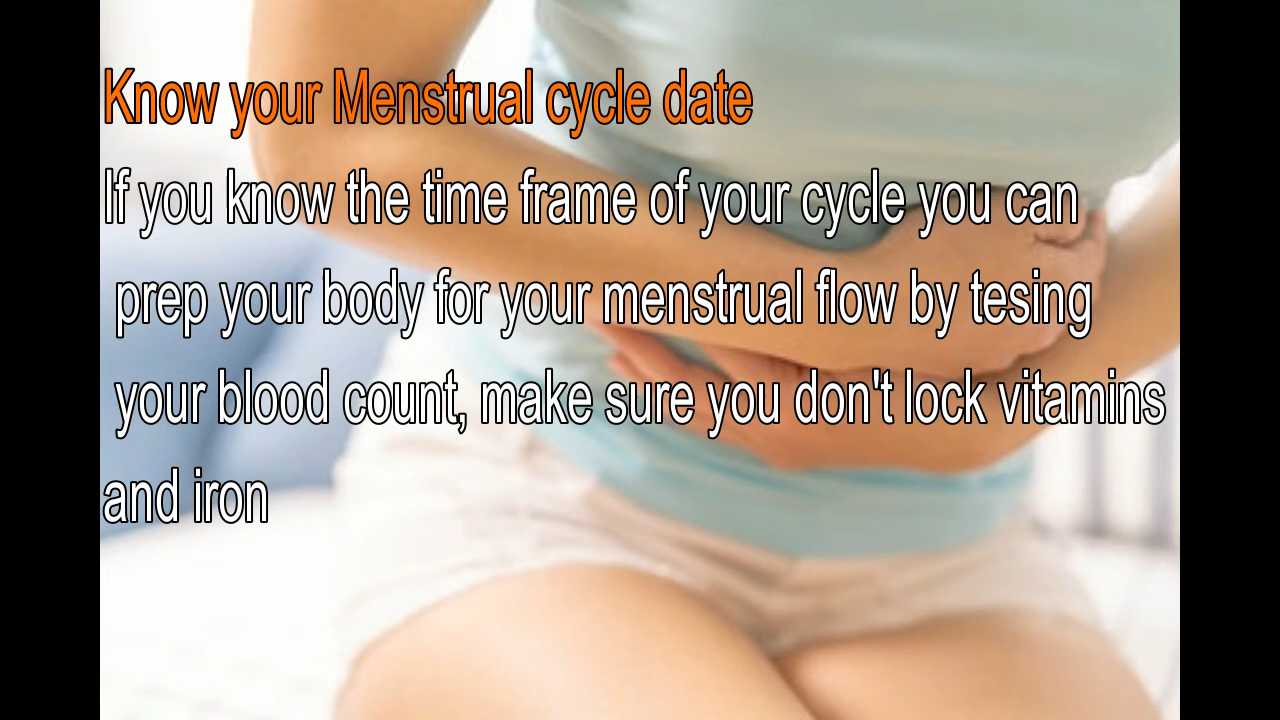 Know your Menstrual cycle date
If you know the time frame of your cycle you can
prep your body for your menstrual flow by tesing
your blood count, make sure you don't lock vitamins
and iron